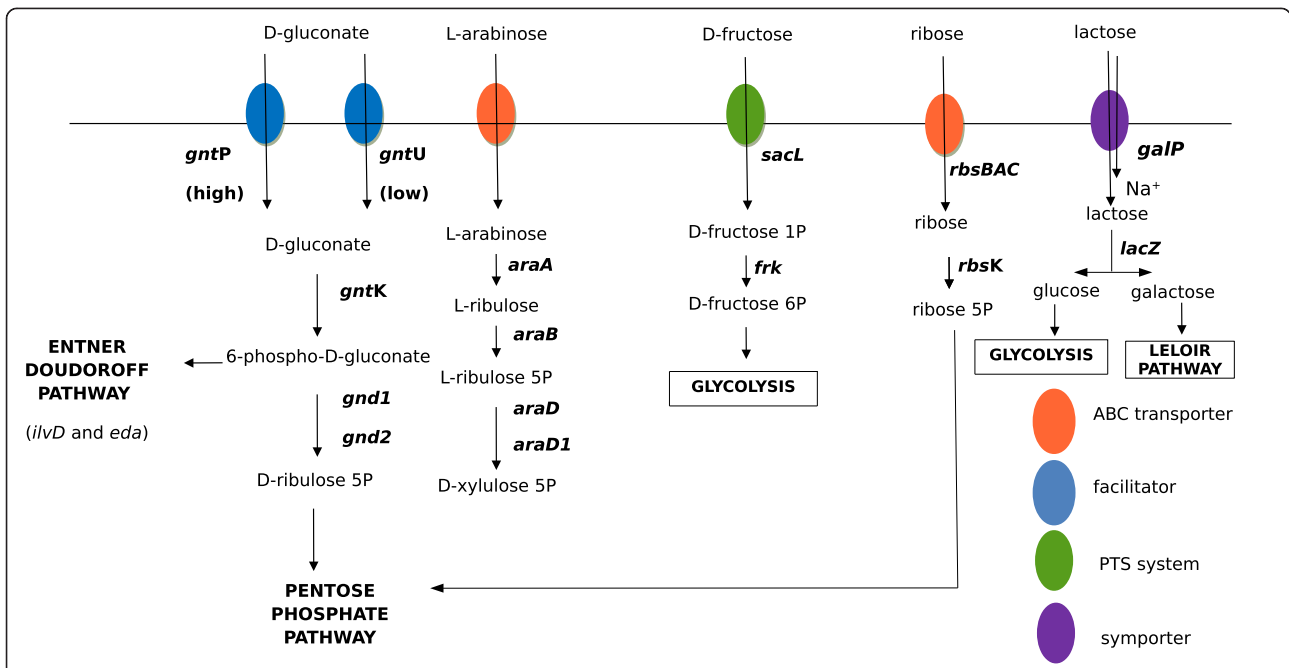 D-gluconate
L-arabinose
D-fructose
ribose
lactose
gntP
(high)
gntU
(low)
sacL
rbsBAC
galP
Na⁺
D-gluconate
gntK
6-phospho-D-gluconate
ENTNER
DOUDOROFF
PATHWAY
(ilvD and eda)
gnd1
gnd2
D-ribulose 5P
PENTOSE
PHOSPHATE
PATHWAY
L-arabinose
araA
L-ribulose
araB
L-ribulose 5P
araD
araD1
D-xylulose 5P
D-fructose 1P
frk
D-fructose 6P
GLYCOLYSIS
ribose
rbsK
ribose 5P
lactose
lacZ
glucose
galactose
GLYCOLYSIS
LELOIR
PATHWAY
ABC transporter
facilitator
PTS system
symporter